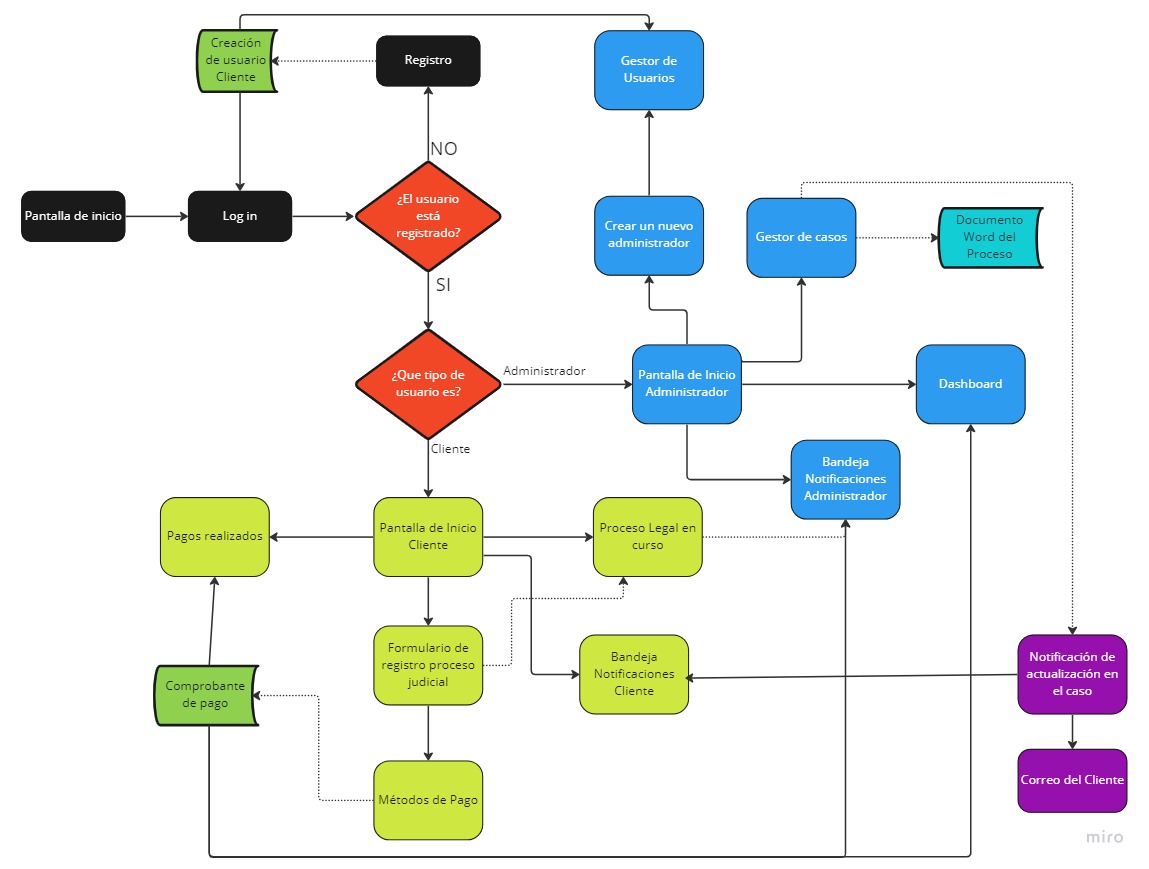 Creación
de usuario
Cliente
Registro
Gestor de
Usuarios
NO
Pantalla de inicio
Log in
¿El usuario
está
registrado?
Crear un nuevo
administrador
Gestor de casos
Documento
Word del
Proceso
SI
¿Que tipo de
usuario es?
Administrador
Pantalla de Inicio
Administrador
Dashboard
Cliente
Bandeja
Notificaciones
Administrador
Pagos realizados
Pantalla de Inicio
Cliente
Proceso Legal en
curso
Formulario de
registro proceso
judicial
Bandeja
Notificaciones
Cliente
Notificación de
actualización en
el caso
Comprobante
de pago
Métodos de Pago
Correo del Cliente
miro